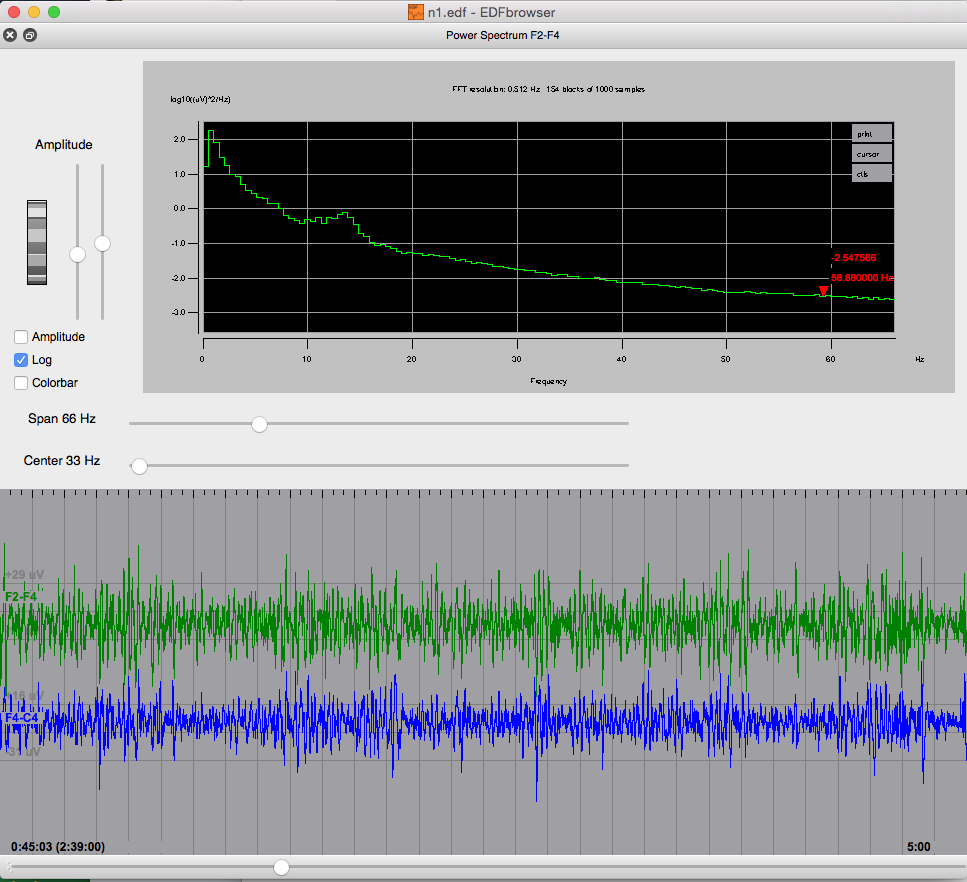 n1.edf - EDFbrowser
Power Spectrum F2-F4
FFT resolution: 0.512 Hz 154 blocks of 1000 samples
log10((uV)^2/Hz)
Amplitude
2.0
1.0
0.0
-1.0
-2.0
-3.0
print
cursor
ctls
-2.547566
58.880000 Hz
0 10 20 30 40 50 60 Hz
Frequency
Amplitude
Log
Colorbar
Span 66 Hz
Center 33 Hz
+29 uV
F2-F4
+16 uV
F4-C4
-31 uV
0:45:03 (2:39:00) 5:00